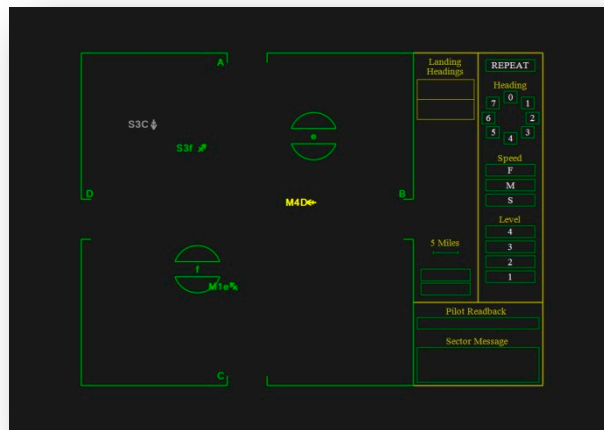 A
S3C
S3f
e
D
B
M4D
f
M1e
C
Landing
Headings
5 Miles
REPEAT
Heading
0
7
1
6
2
5
3
4
Speed
F
M
S
Level
4
3
2
1
Pilot Readback
Sector Message